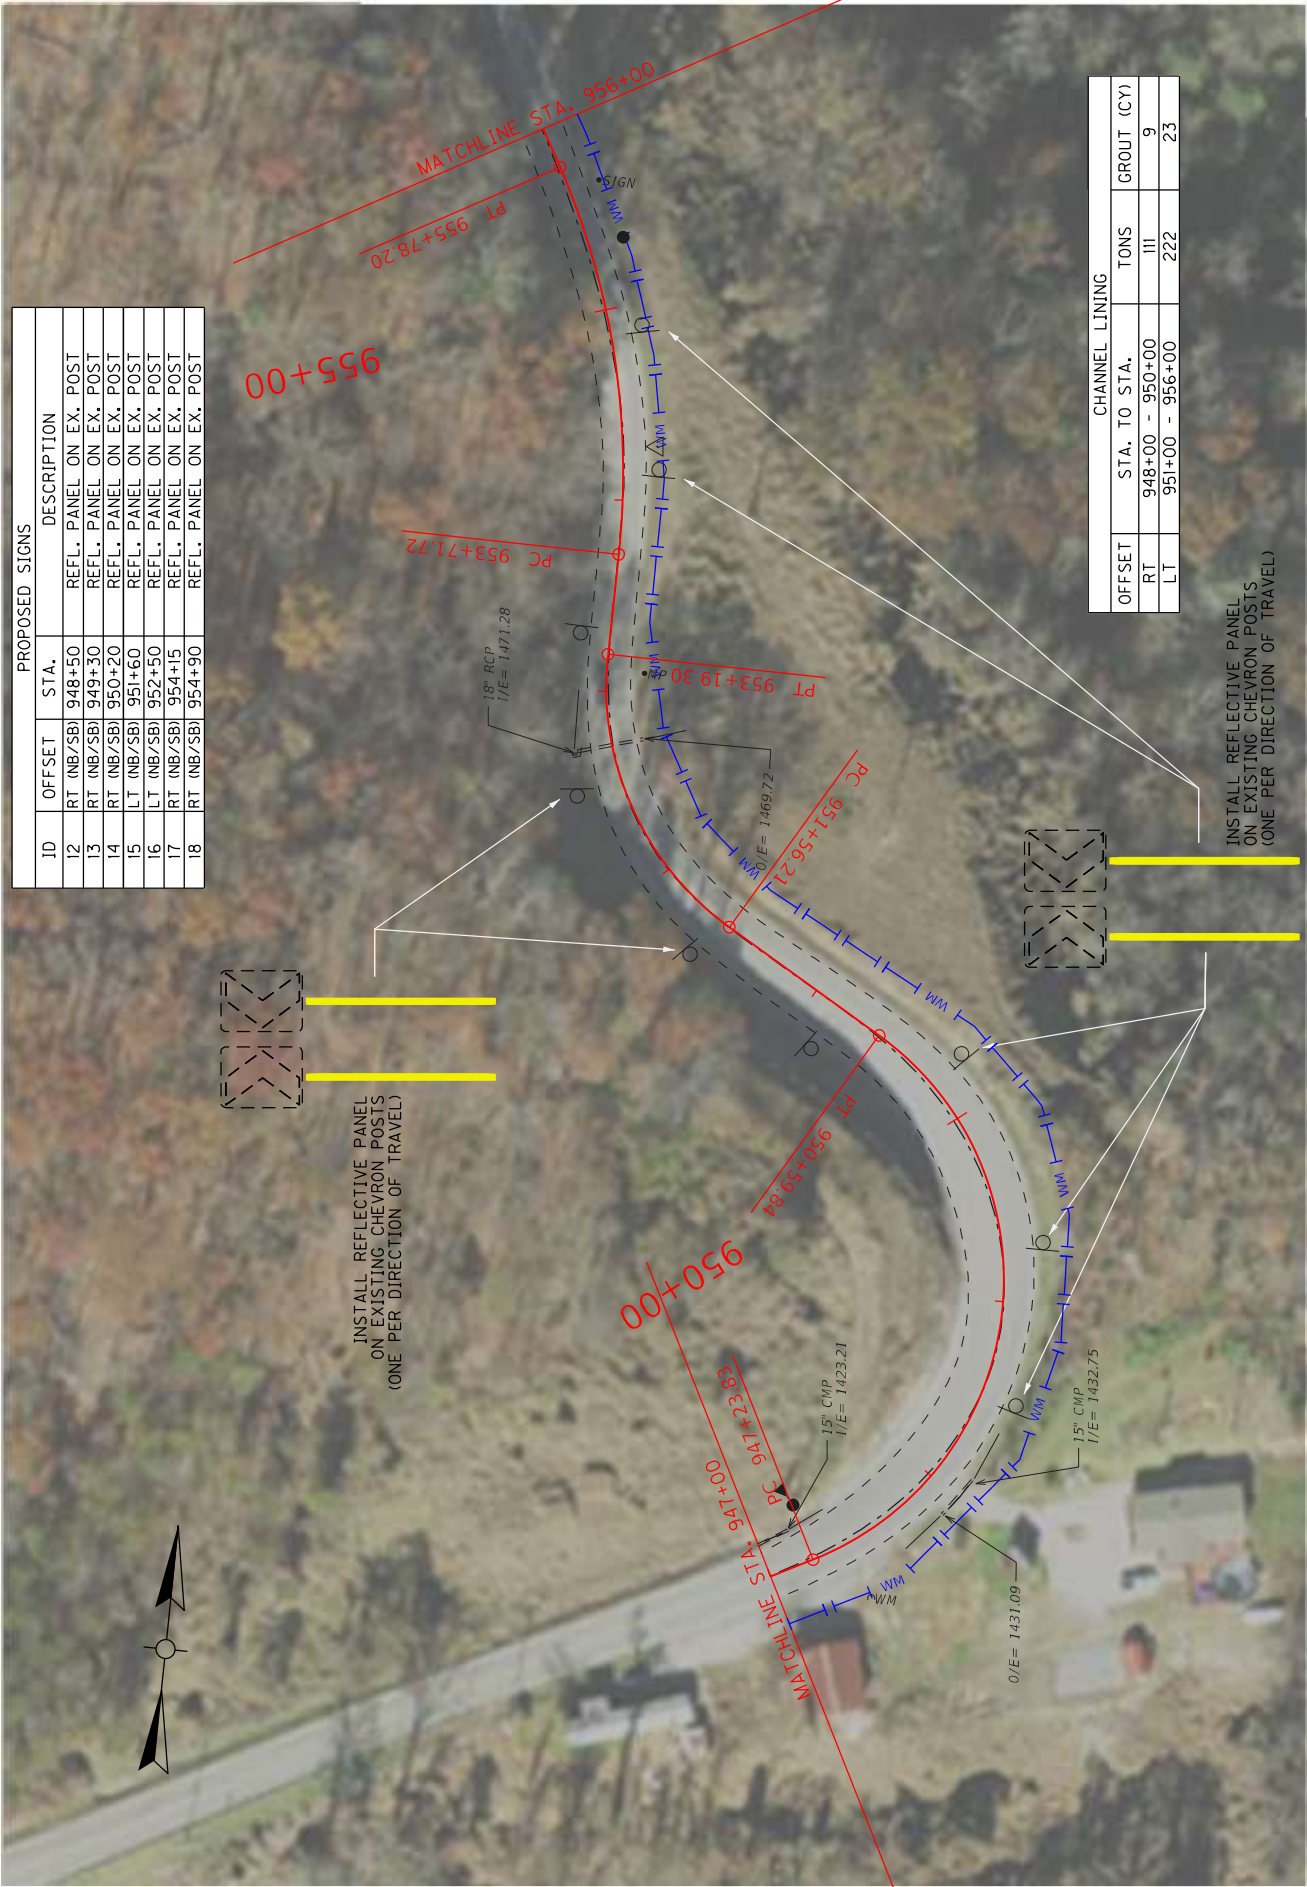 PROPOSED SIGNS
ID OFFSET STA. DESCRIPTION
12 RT (NB/SB) 948+50 REFL. PANEL ON EX. POST
13 RT (NB/SB) 949+30 REFL. PANEL ON EX. POST
14 RT (NB/SB) 950+20 REFL. PANEL ON EX. POST
15 LT (NB/SB) 951+60 REFL. PANEL ON EX. POST
16 LT (NB/SB) 952+50 REFL. PANEL ON EX. POST
17 RT (NB/SB) 954+15 REFL. PANEL ON EX. POST
18 RT (NB/SB) 954+90 REFL. PANEL ON EX. POST
MATCHLINE STA. 956+00
PT 955+78.20
955+00
SIGN
WM
WM
PC 953+71.72
18" RCP
I/E= 1471.28
PT 953+19.30
MP
WM
O/E= 1469.72
PC 951+56.21
WM
WM
PT 950+59.84
950+00
WM
WM
PC 947+23.83
15" CMP
I/E= 1423.21
15" CMP
I/E= 1432.75
O/E= 1431.09
WM
WM
MATCHLINE STA. 947+00
INSTALL REFLECTIVE PANEL
ON EXISTING CHEVRON POSTS
(ONE PER DIRECTION OF TRAVEL)
INSTALL REFLECTIVE PANEL
ON EXISTING CHEVRON POSTS
(ONE PER DIRECTION OF TRAVEL)
CHANNEL LINING
OFFSET STA. TO STA. TONS GROUT (CY)
RT 948+00 - 950+00 111 9
LT 951+00 - 956+00 222 23